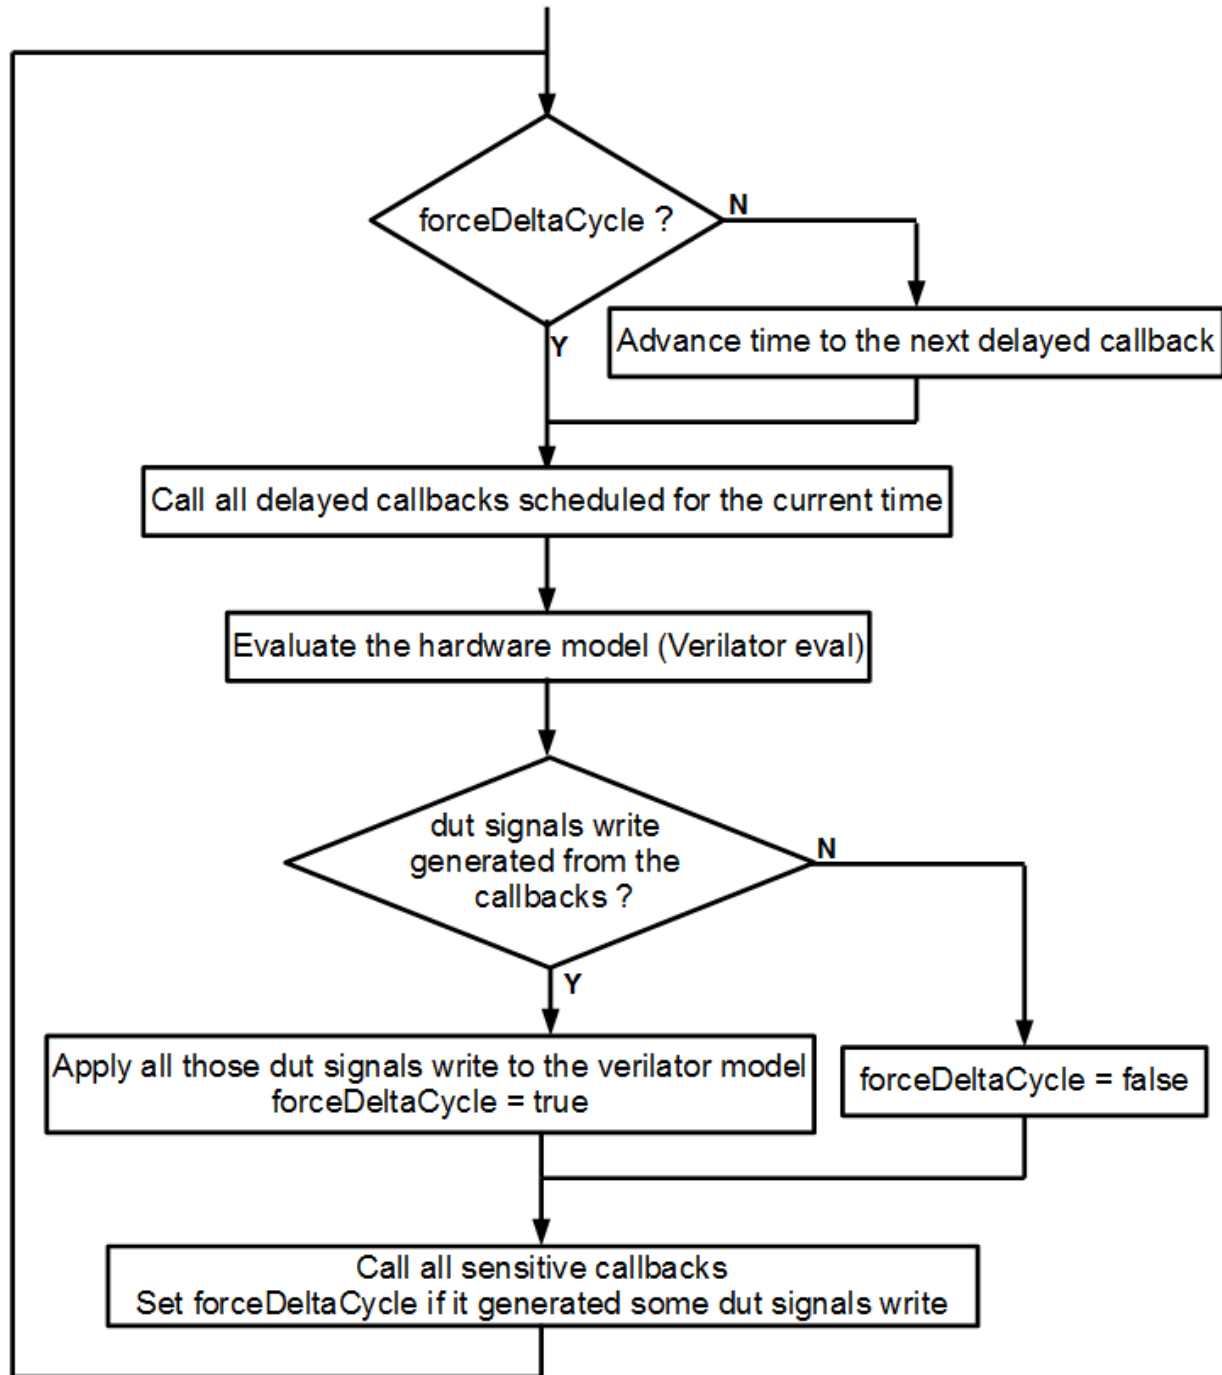 forceDeltaCycle ?
N
Y
Advance time to the next delayed callback
Call all delayed callbacks scheduled for the current time
Evaluate the hardware model (Verilator eval)
dut signals write
generated from the
callbacks ?
N
Y
Apply all those dut signals write to the verilator model
forceDeltaCycle = true
forceDeltaCycle = false
Call all sensitive callbacks
Set forceDeltaCycle if it generated some dut signals write